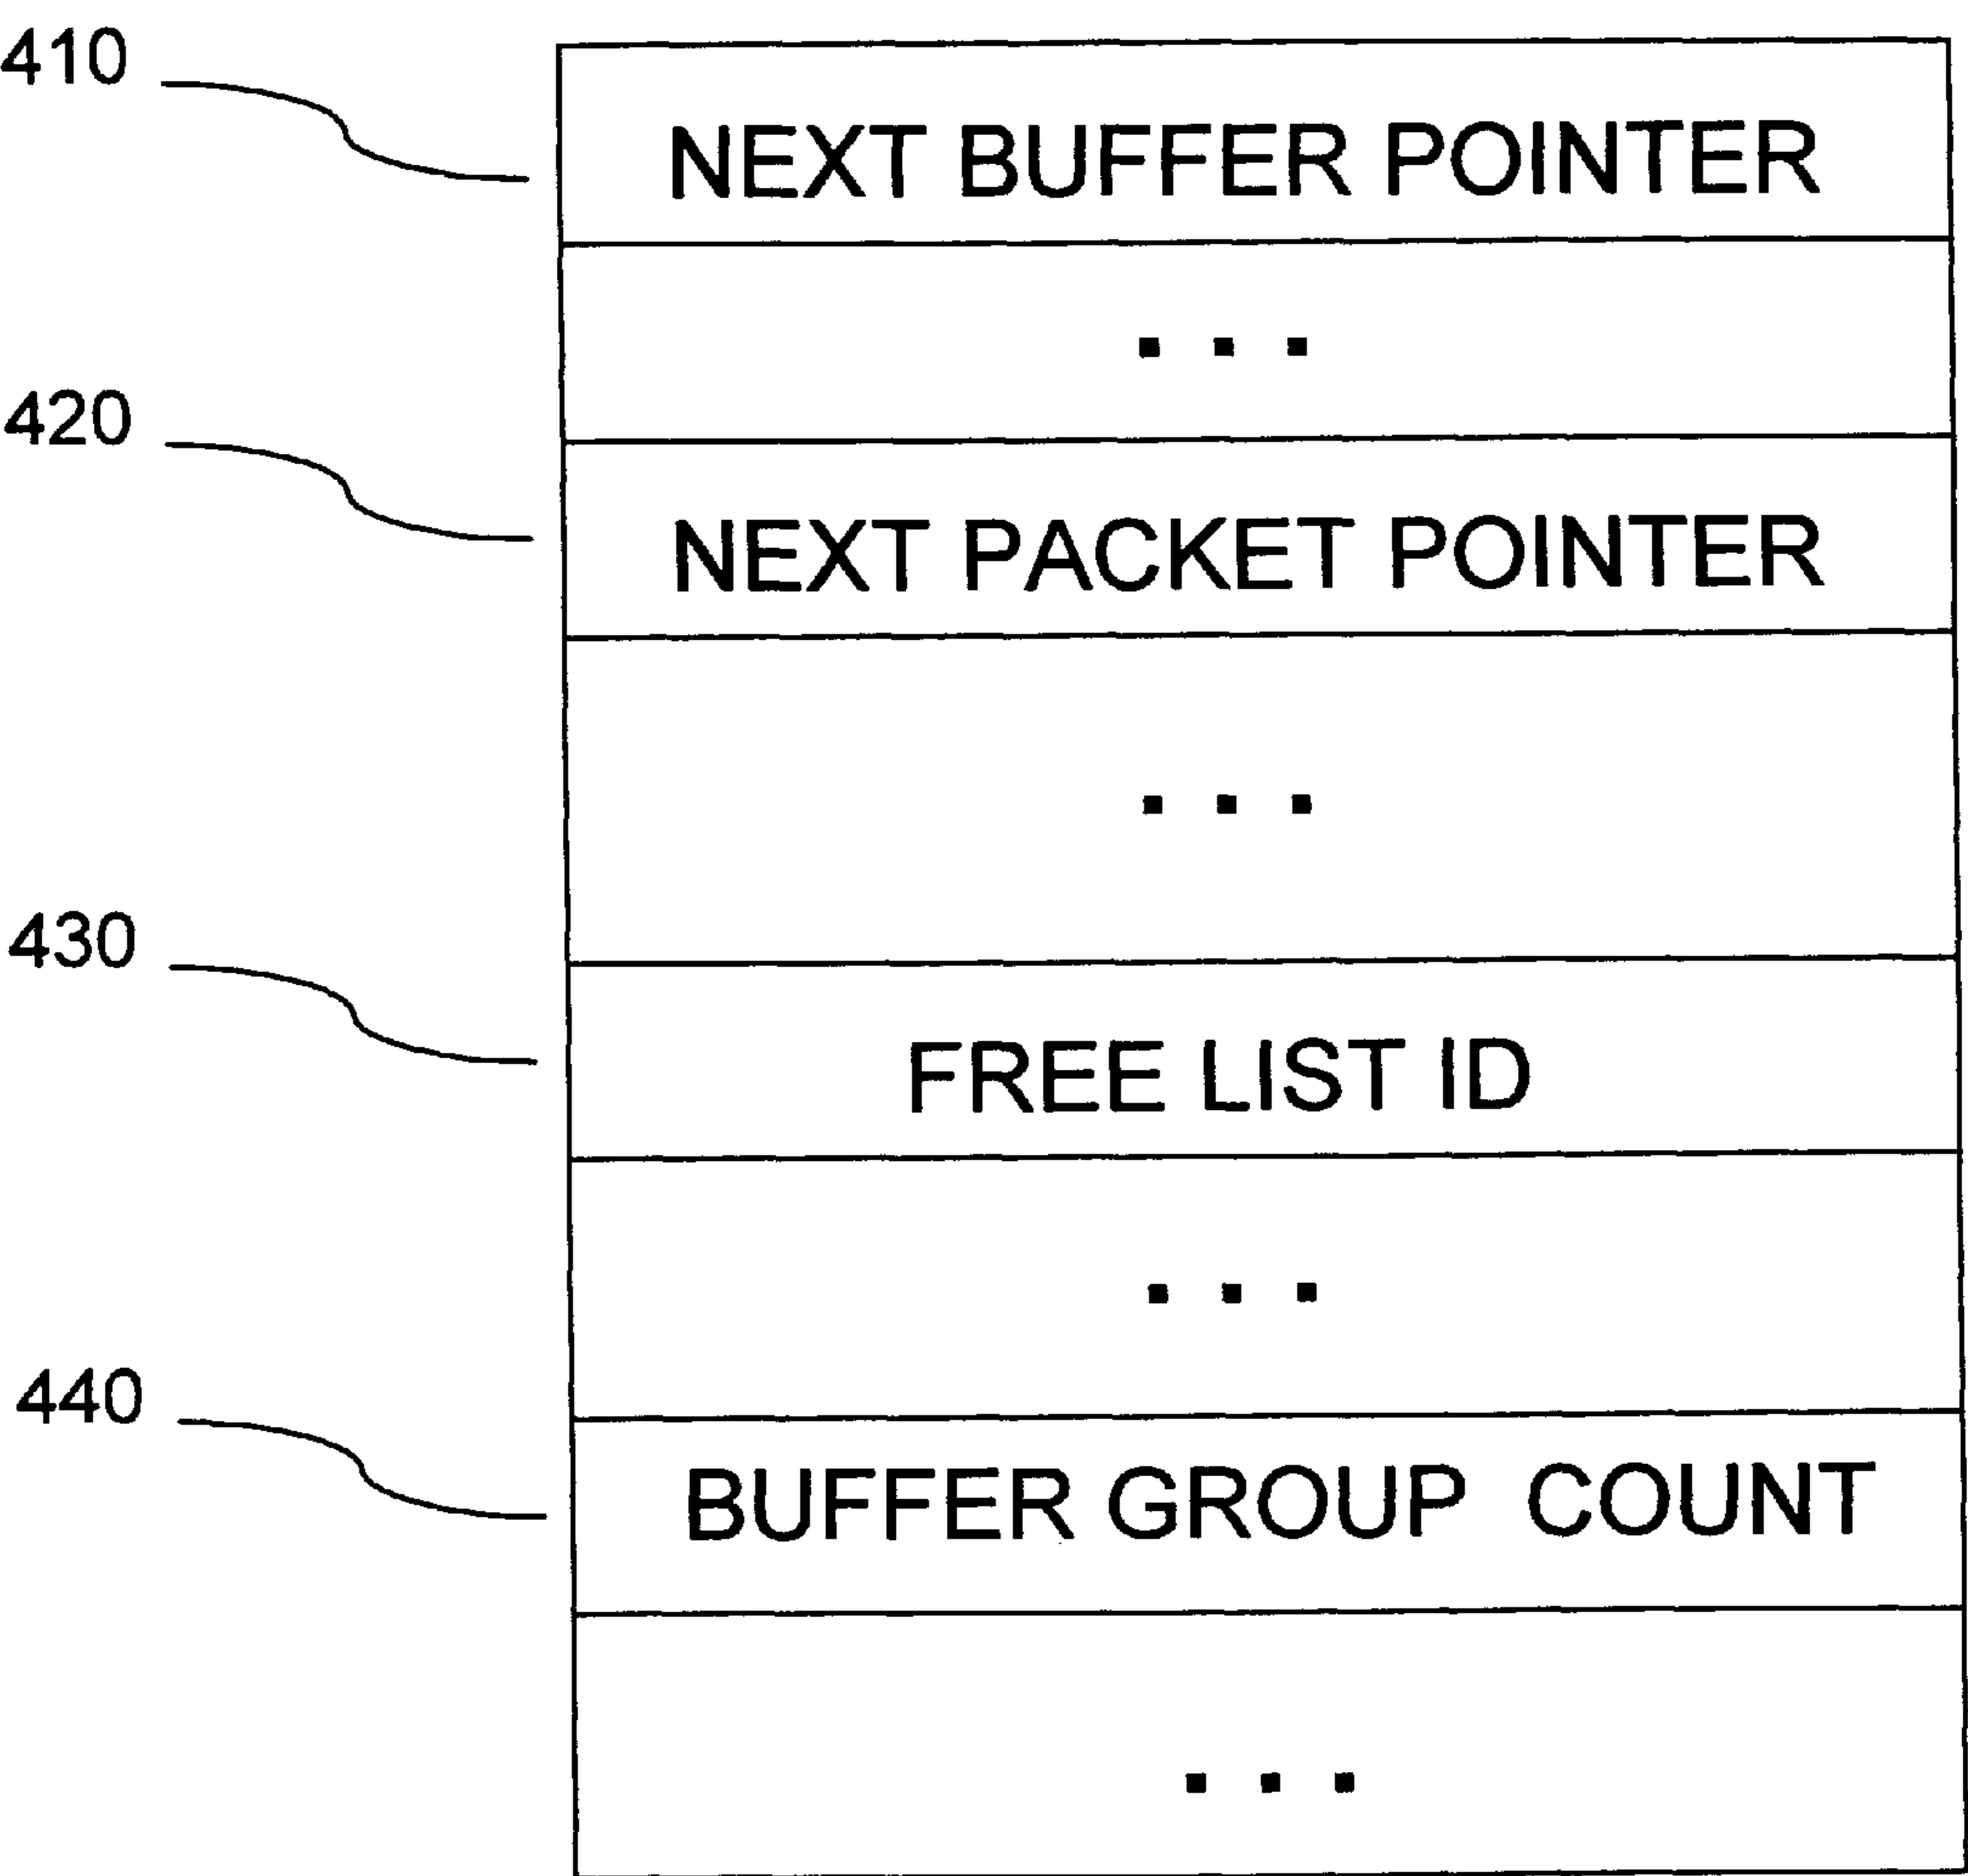 410
NEXT BUFFER POINTER
...
420
NEXT PACKET POINTER
...
430
FREE LIST ID
...
440
BUFFER GROUP COUNT
...